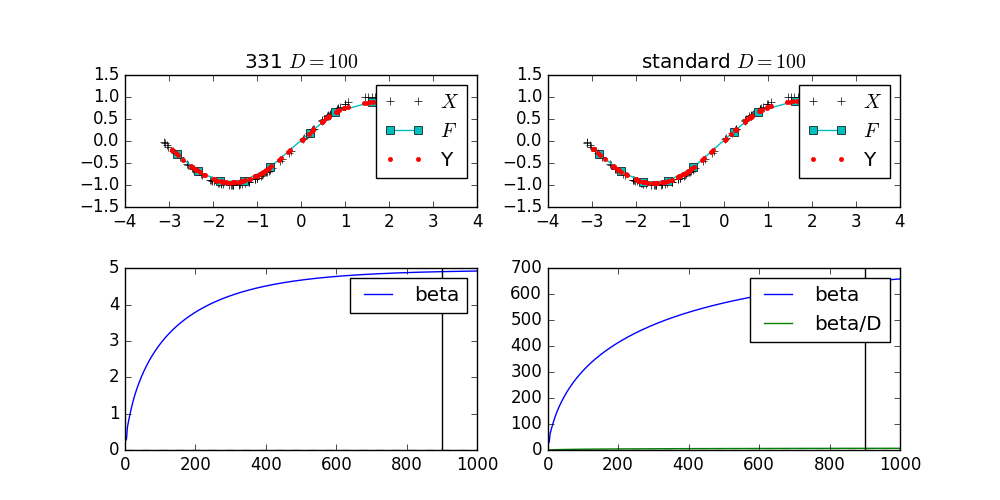 331 D = 100
1.5
1.0
0.5
0.0
−0.5
−1.0
−1.5
−4 −3 −2 −1 0 1 2 3 4
X
F
Y
standard D = 100
1.5
1.0
0.5
0.0
−0.5
−1.0
−1.5
−4 −3 −2 −1 0 1 2 3 4
X
F
Y
5
4
3
2
1
0
0 200 400 600 800 1000
beta
700
600
500
400
300
200
100
0
0 200 400 600 800 1000
beta
beta/D